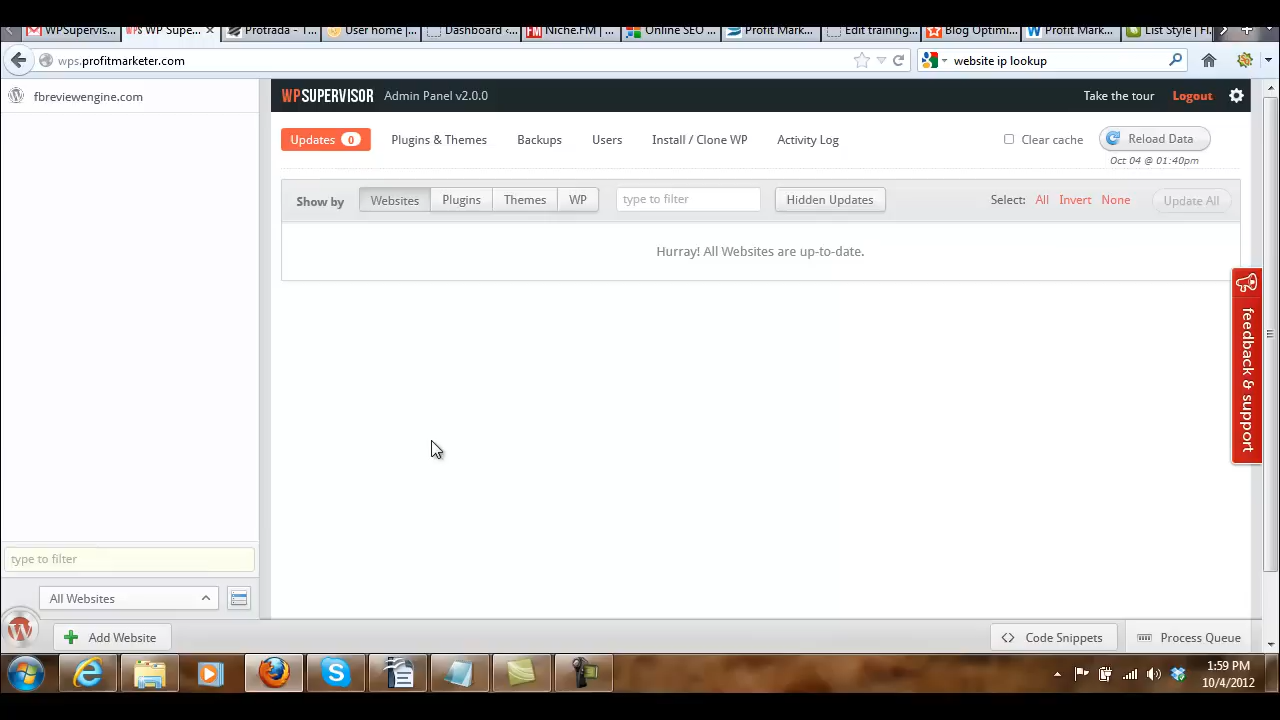 WPSupervis... WPs WP Supe... × Protrada - T... User home |... Dashboard ‹... FM Niche.FM | ... Online SEO ... Profit Mark... Edit training... Blog Optimi... W Profit Mark... List Style | Fl...
wps.profitmarketer.com
website ip lookup
fbreviewengine.com
WPSUPERVISOR Admin Panel v2.0.0
Take the tour Logout
Updates 0 Plugins & Themes Backups Users Install / Clone WP Activity Log
Clear cache Reload Data
Oct 04 @ 01:40pm
Show by Websites Plugins Themes WP type to filter Hidden Updates Select: All Invert None Update All
Hurray! All Websites are up-to-date.
feedback & support
type to filter
All Websites
Add Website
Code Snippets Process Queue
1:59 PM
10/4/2012